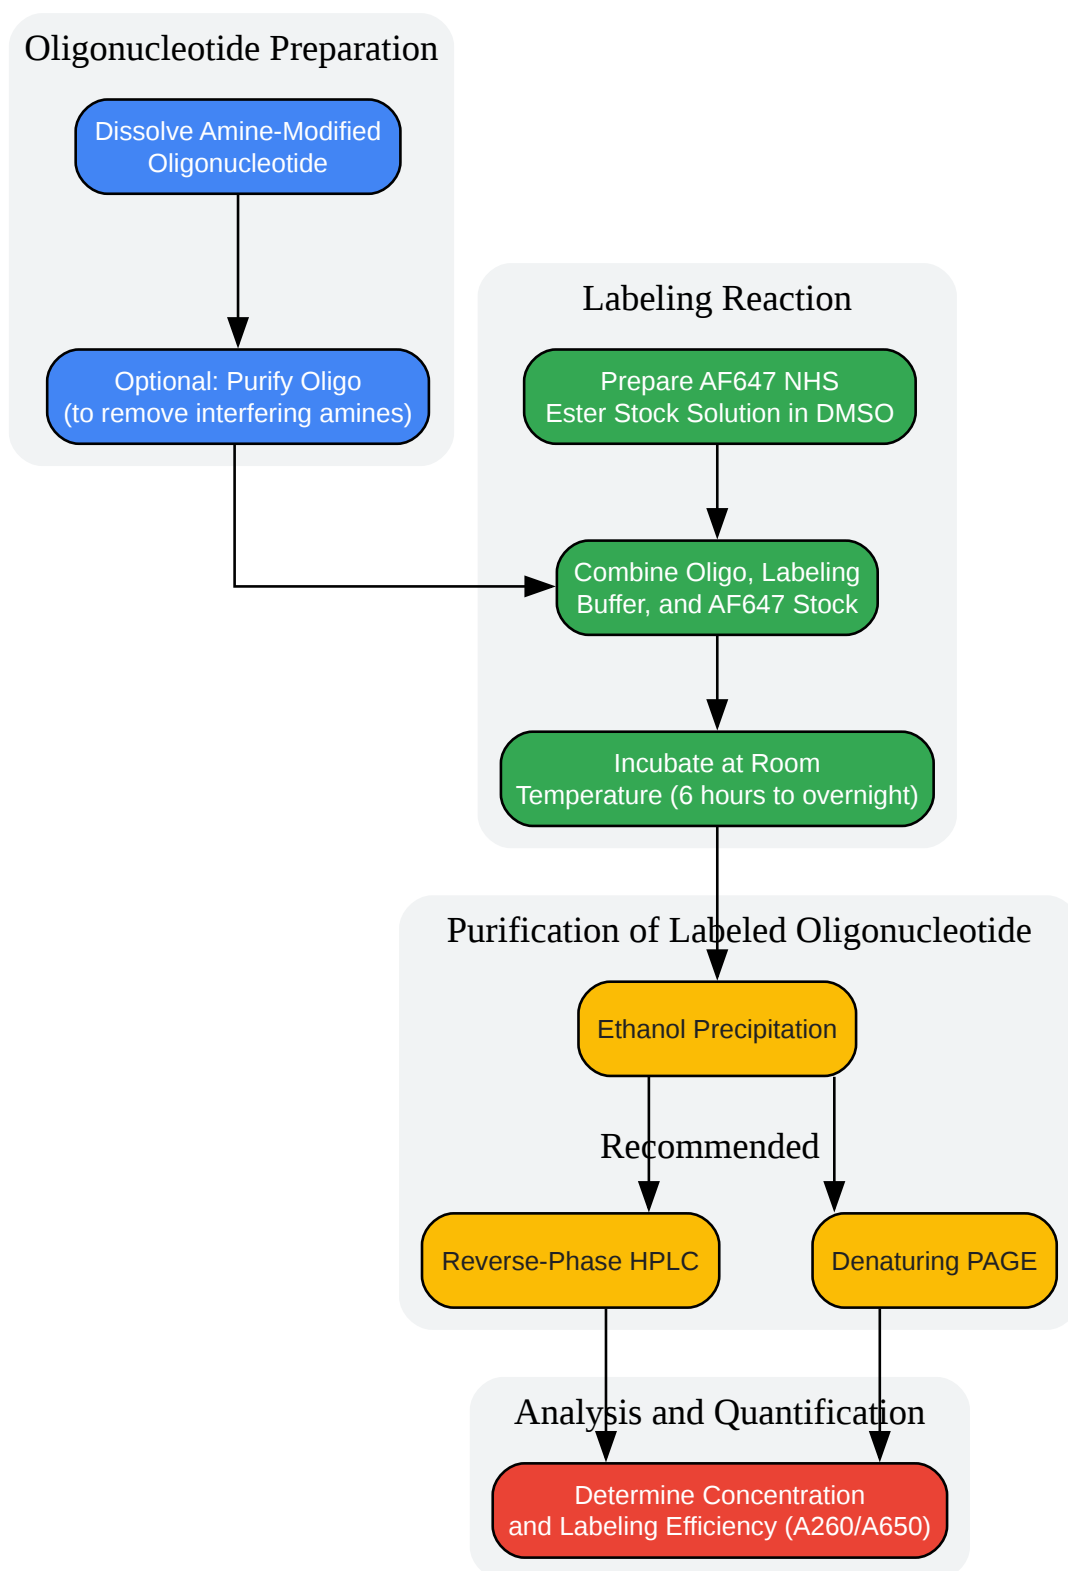 Oligonucleotide Preparation
Dissolve Amine-Modified
Oligonucleotide
Optional: Purify Oligo
(to remove interfering amines)
Labeling Reaction
Prepare AF647 NHS
Ester Stock Solution in DMSO
Combine Oligo, Labeling
Buffer, and AF647 Stock
Incubate at Room
Temperature (6 hours to overnight)
Purification of Labeled Oligonucleotide
Ethanol Precipitation
Recommended
Reverse-Phase HPLC
Denaturing PAGE
Analysis and Quantification
Determine Concentration
and Labeling Efficiency (A260/A650)